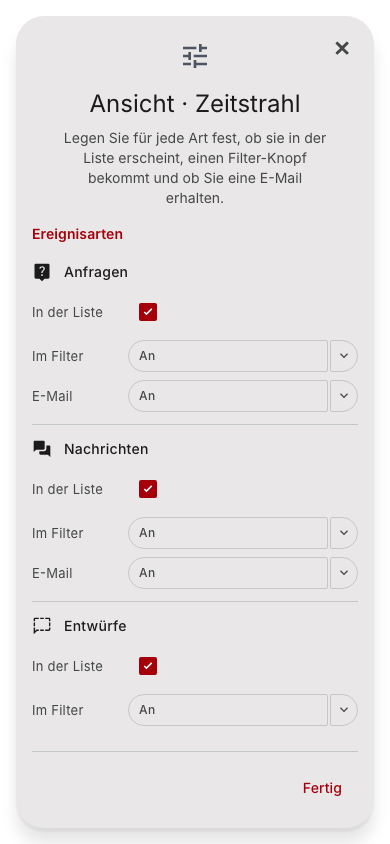 Ansicht · Zeitstrahl
Legen Sie für jede Art fest, ob sie in der
Liste erscheint, einen Filter-Knopf
bekommt und ob Sie eine E-Mail
erhalten.
Ereignisarten
Anfragen
In der Liste
Im Filter An
E-Mail An
Nachrichten
In der Liste
Im Filter An
E-Mail An
Entwürfe
In der Liste
Im Filter An
Fertig